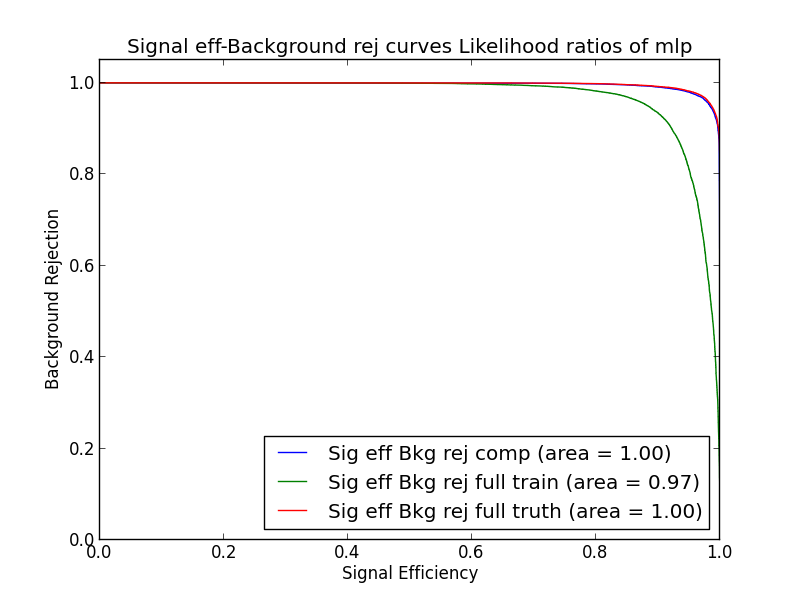 Signal eff-Background rej curves Likelihood ratios of mlp
1.0
0.8
0.6
0.4
0.2
0.0
Background Rejection
Sig eff Bkg rej comp (area = 1.00)
Sig eff Bkg rej full train (area = 0.97)
Sig eff Bkg rej full truth (area = 1.00)
0.0 0.2 0.4 0.6 0.8 1.0
Signal Efficiency